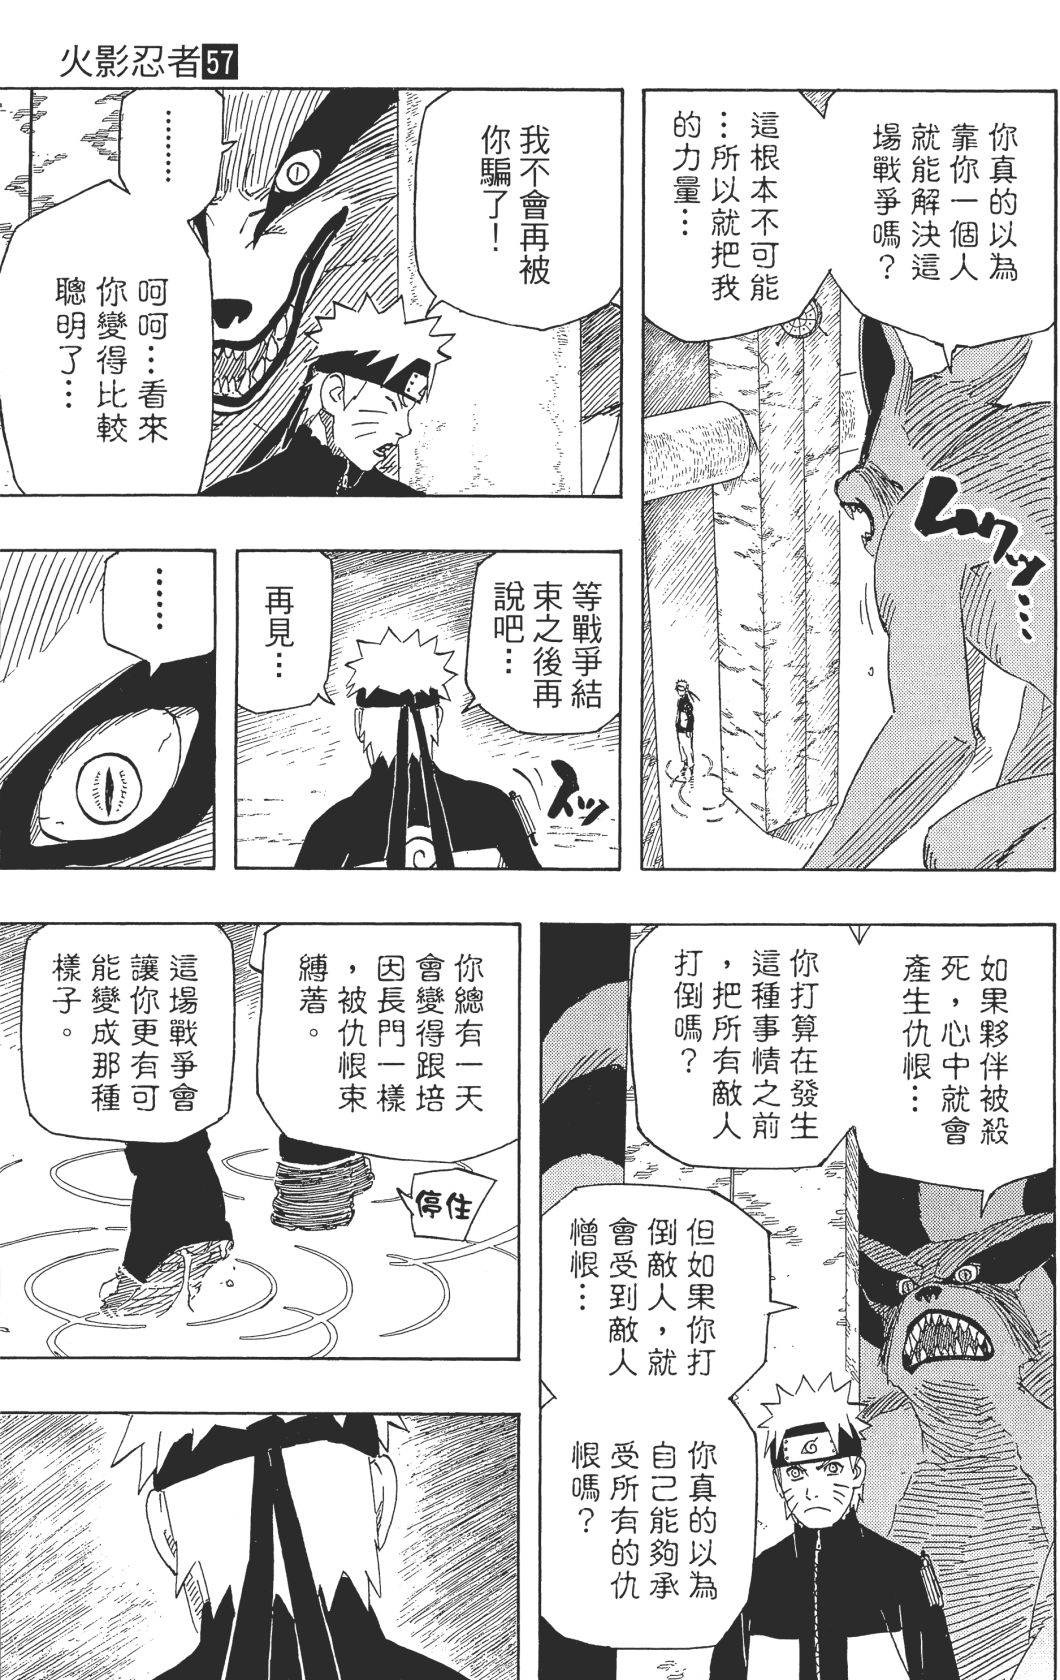 火影忍者57
你真的以為
靠你一個人
就能解決這
場戰爭嗎？
這根本不可能
…所以就把我
的力量…
ムクッ…
我不會再被
你騙了！
………
呵呵…看來
你變得比較
聰明了…
等戰爭結
束之後再
說吧…
再見…
スッ
……
如果夥伴被殺
死，心中就會
產生仇恨…
你打算在發生
這種事情之前
，把所有敵人
打倒嗎？
但如果你打
倒敵人，就
會受到敵人
憎恨…
你真的以為
自己能夠承
受所有的仇
恨嗎？
你總有一天
會變得跟培
因長門一樣
，被仇恨束
縛著。
這場戰爭會
讓你更有可
能變成那種
樣子。
停住